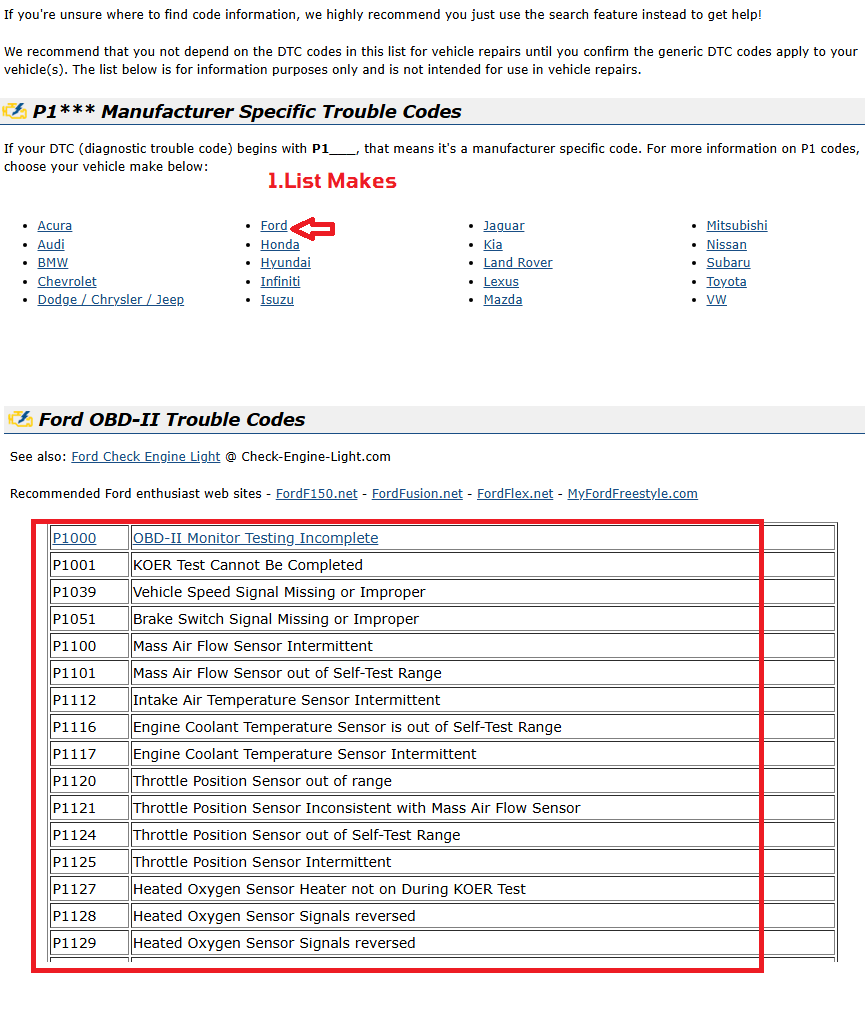 If you're unsure where to find code information, we highly recommend you just use the search feature instead to get help!
We recommend that you not depend on the DTC codes in this list for vehicle repairs until you confirm the generic DTC codes apply to your
vehicle(s). The list below is for information purposes only and is not intended for use in vehicle repairs.
P1*** Manufacturer Specific Trouble Codes
If your DTC (diagnostic trouble code) begins with P1____, that means it's a manufacturer specific code. For more information on P1 codes,
choose your vehicle make below:
1.List Makes
• Acura
• Audi
• BMW
• Chevrolet
• Dodge / Chrysler / Jeep
• Ford
• Honda
• Hyundai
• Infiniti
• Isuzu
• Jaguar
• Kia
• Land Rover
• Lexus
• Mazda
• Mitsubishi
• Nissan
• Subaru
• Toyota
• VW
Ford OBD-II Trouble Codes
See also: Ford Check Engine Light @ Check-Engine-Light.com
Recommended Ford enthusiast web sites - FordF150.net - FordFusion.net - FordFlex.net - MyFordFreestyle.com
P1000 OBD-II Monitor Testing Incomplete
P1001 KOER Test Cannot Be Completed
P1039 Vehicle Speed Signal Missing or Improper
P1051 Brake Switch Signal Missing or Improper
P1100 Mass Air Flow Sensor Intermittent
P1101 Mass Air Flow Sensor out of Self-Test Range
P1112 Intake Air Temperature Sensor Intermittent
P1116 Engine Coolant Temperature Sensor is out of Self-Test Range
P1117 Engine Coolant Temperature Sensor Intermittent
P1120 Throttle Position Sensor out of range
P1121 Throttle Position Sensor Inconsistent with Mass Air Flow Sensor
P1124 Throttle Position Sensor out of Self-Test Range
P1125 Throttle Position Sensor Intermittent
P1127 Heated Oxygen Sensor Heater not on During KOER Test
P1128 Heated Oxygen Sensor Signals reversed
P1129 Heated Oxygen Sensor Signals reversed